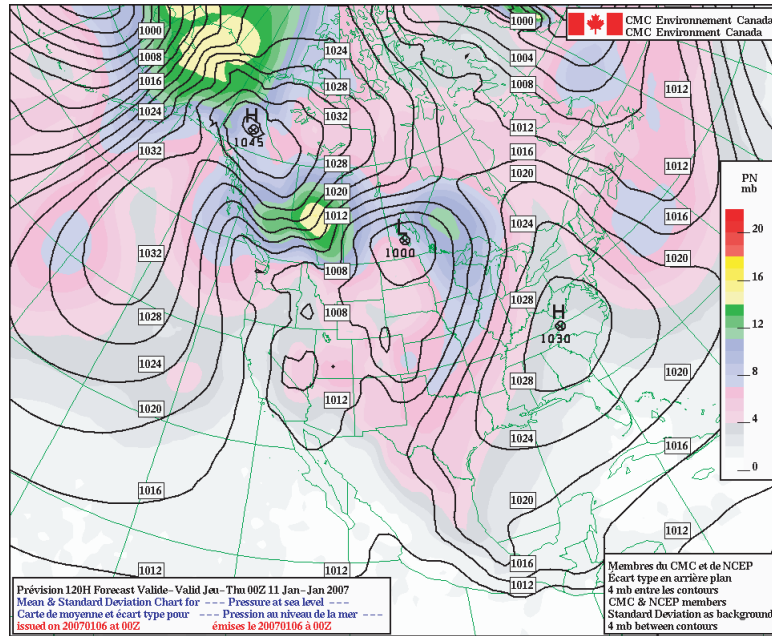 CMC Environnement Canada
CMC Environment Canada
1000
1008
1016
1024
1032
1024
1028
1032
1028
1020
1012
1008
1008
1012
1000
1004
1008
1012
1016
1020
1024
1028
1028
1024
1020
1016
1012
1012
1012
1016
1020
1020
1016
1012
1032
1028
1024
1020
1016
1012
H
1045
L
1000
H
1030
PN
mb
20
16
12
8
4
0
Prévision 120H Forecast Valide-Valid Jeu-Thu 00Z 11 Jan-Jan 2007
Mean & Standard Deviation Chart for --- Pressure at sea level ---
Carte de moyenne et écart type pour --- Pression au niveau de la mer ---
issued on 20070106 at 00Z émises le 20070106 à 00Z
Membres du CMC et de NCEP
Écart type en arrière plan
4 mb entre les contours
CMC & NCEP members
Standard Deviation as background
4 mb between contours